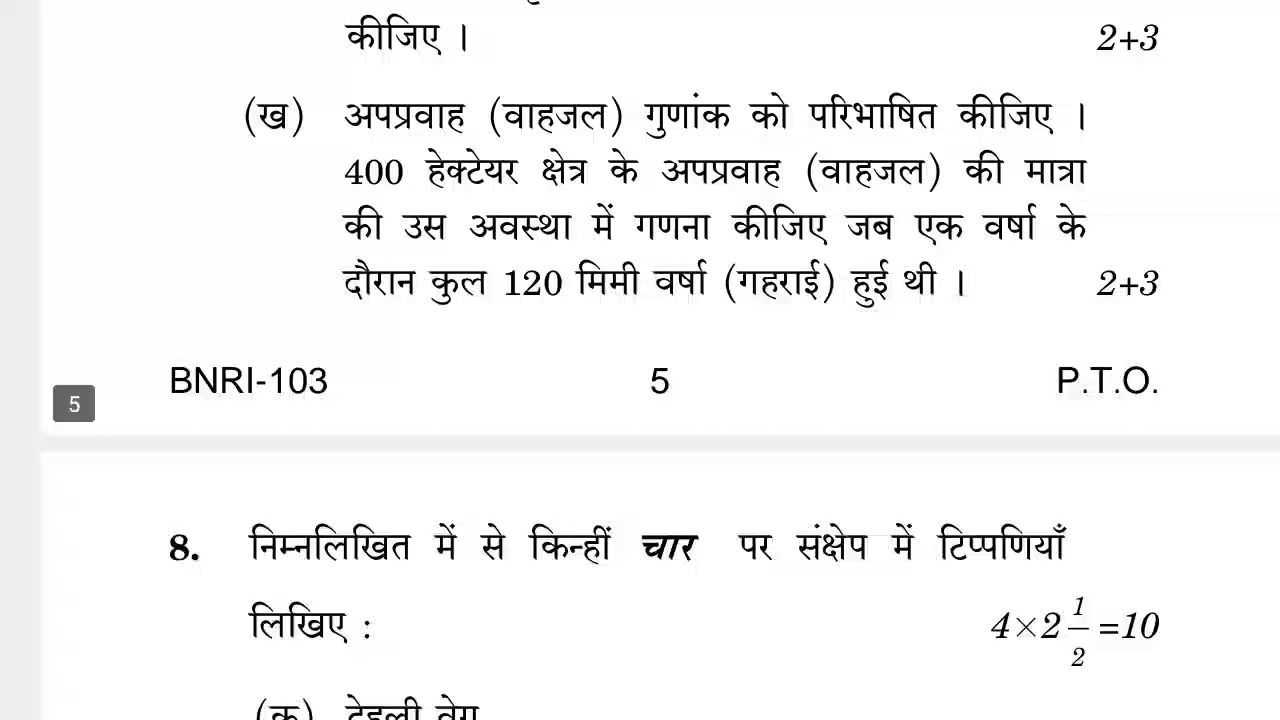 कीजिए । 2+3
(ख) अपप्रवाह (वाहजल) गुणांक को परिभाषित कीजिए ।
400 हेक्टेयर क्षेत्र के अपप्रवाह (वाहजल) की मात्रा
की उस अवस्था में गणना कीजिए जब एक वर्षा के
दौरान कुल 120 मिमी वर्षा (गहराई) हुई थी । 2+3
BNRI-103 5 P.T.O.
5
8. निम्नलिखित में से किन्हीं चार पर संक्षेप में टिप्पणियाँ
लिखिए : 4×2 1/2 =10
(क) देहली वेग